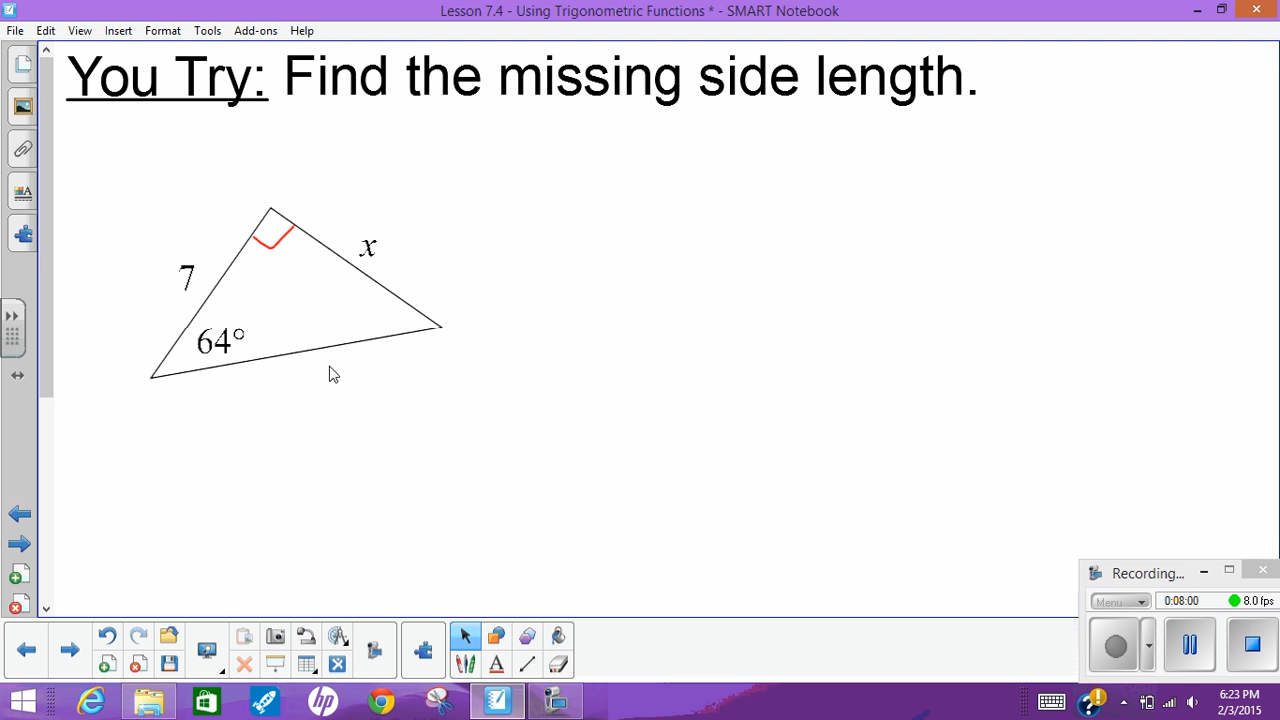 Lesson 7.4 - Using Trigonometric Functions * - SMART Notebook
File Edit View Insert Format Tools Add-ons Help
You Try: Find the missing side length.
x
7
64°
Recording...
Menu 0:08:00 8.0 fps
6:23 PM
2/3/2015